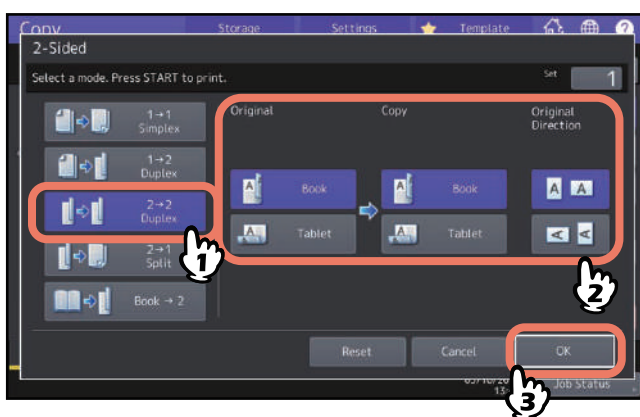 Copy Storage Settings Template ?
2-Sided
Select a mode. Press START to print. Set 1
Original Copy Original
Direction
1→1
Simplex
1→2
Duplex
2→2
Duplex
2→1
Split
Book → 2
Book Book
Tablet Tablet
A A A A
A A A A
1
2
Reset Cancel OK
3
Job Status